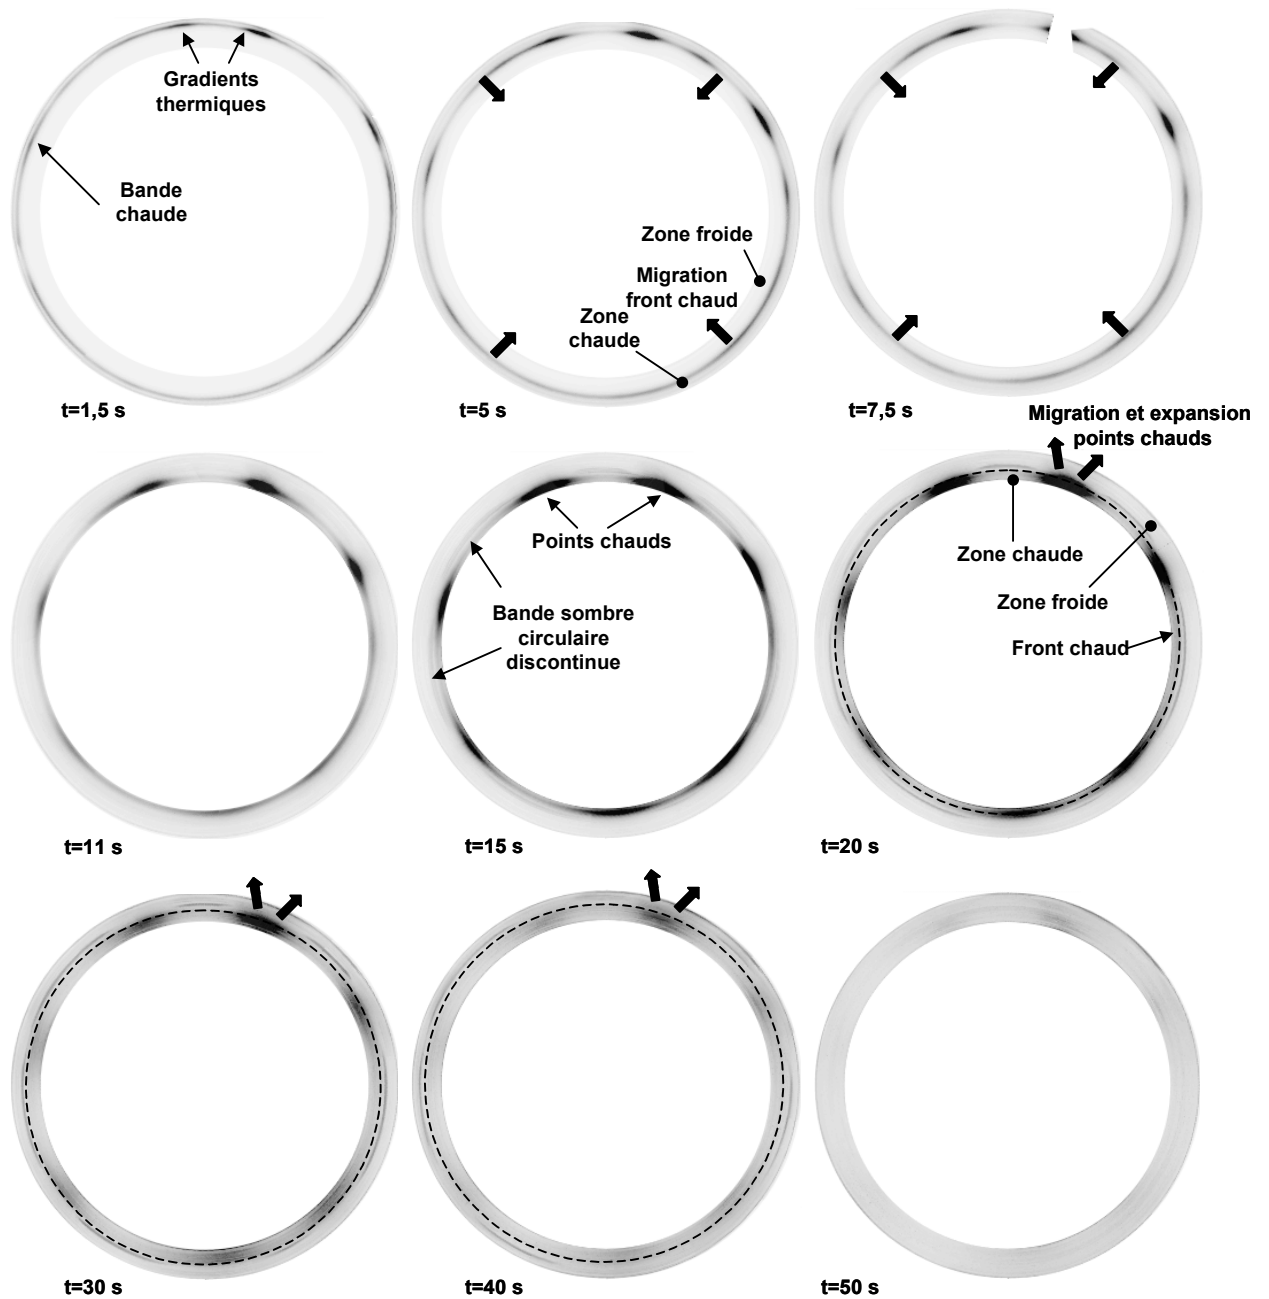 Gradients
thermiques
Bande
chaude
t=1,5 s
Zone froide
Migration
front chaud
Zone
chaude
t=5 s
t=7,5 s
t=11 s
Points chauds
Bande sombre
circulaire
discontinue
t=15 s
Migration et expansion
points chauds
Zone chaude
Zone froide
Front chaud
t=20 s
t=30 s
t=40 s
t=50 s